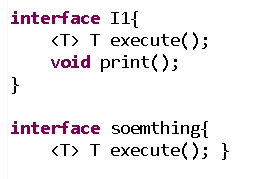 interface I1{
    <T> T execute();
    void print();
}

interface soemthing{
    <T> T execute(); }